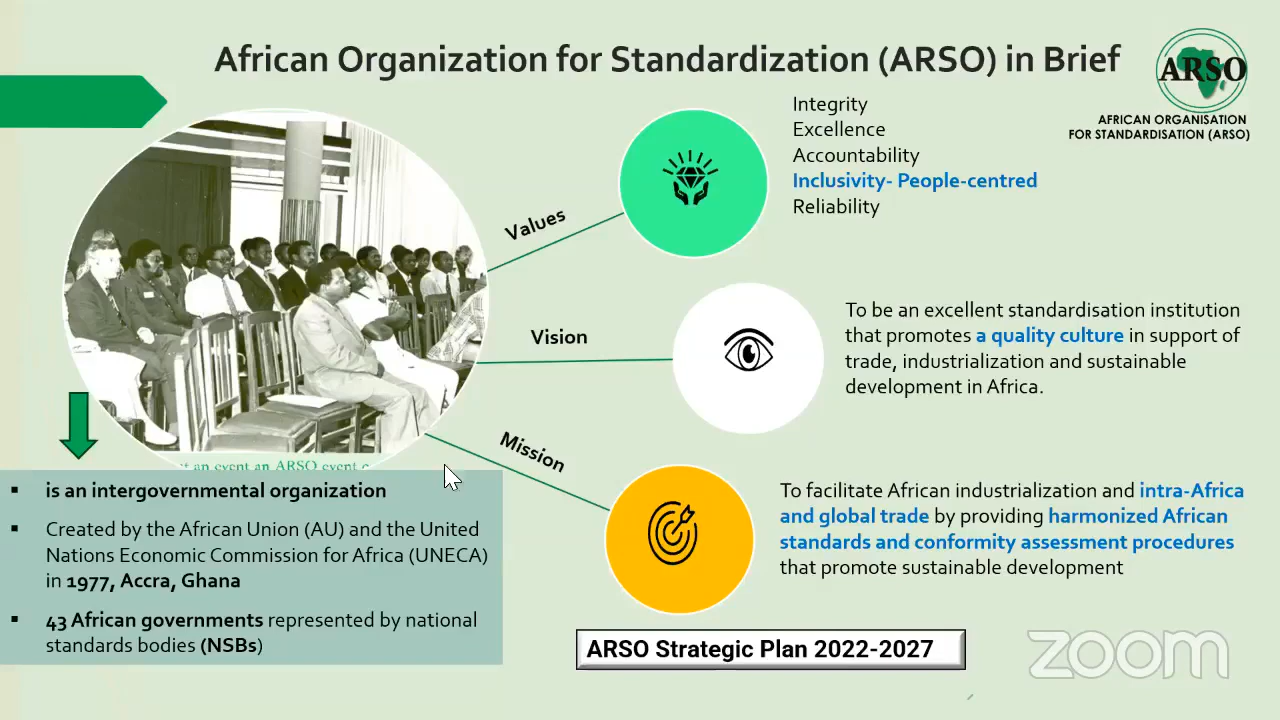 African Organization for Standardization (ARSO) in Brief
ARSO
AFRICAN ORGANISATION
FOR STANDARDISATION (ARSO)
Values
Integrity
Excellence
Accountability
Inclusivity- People-centred
Reliability
Vision
To be an excellent standardisation institution
that promotes a quality culture in support of
trade, industrialization and sustainable
development in Africa.
Mission
To facilitate African industrialization and intra-Africa
and global trade by providing harmonized African
standards and conformity assessment procedures
that promote sustainable development
an event an ARSO event
▪ is an intergovernmental organization
▪ Created by the African Union (AU) and the United
Nations Economic Commission for Africa (UNECA)
in 1977, Accra, Ghana
▪ 43 African governments represented by national
standards bodies (NSBs)
ARSO Strategic Plan 2022-2027
zoom